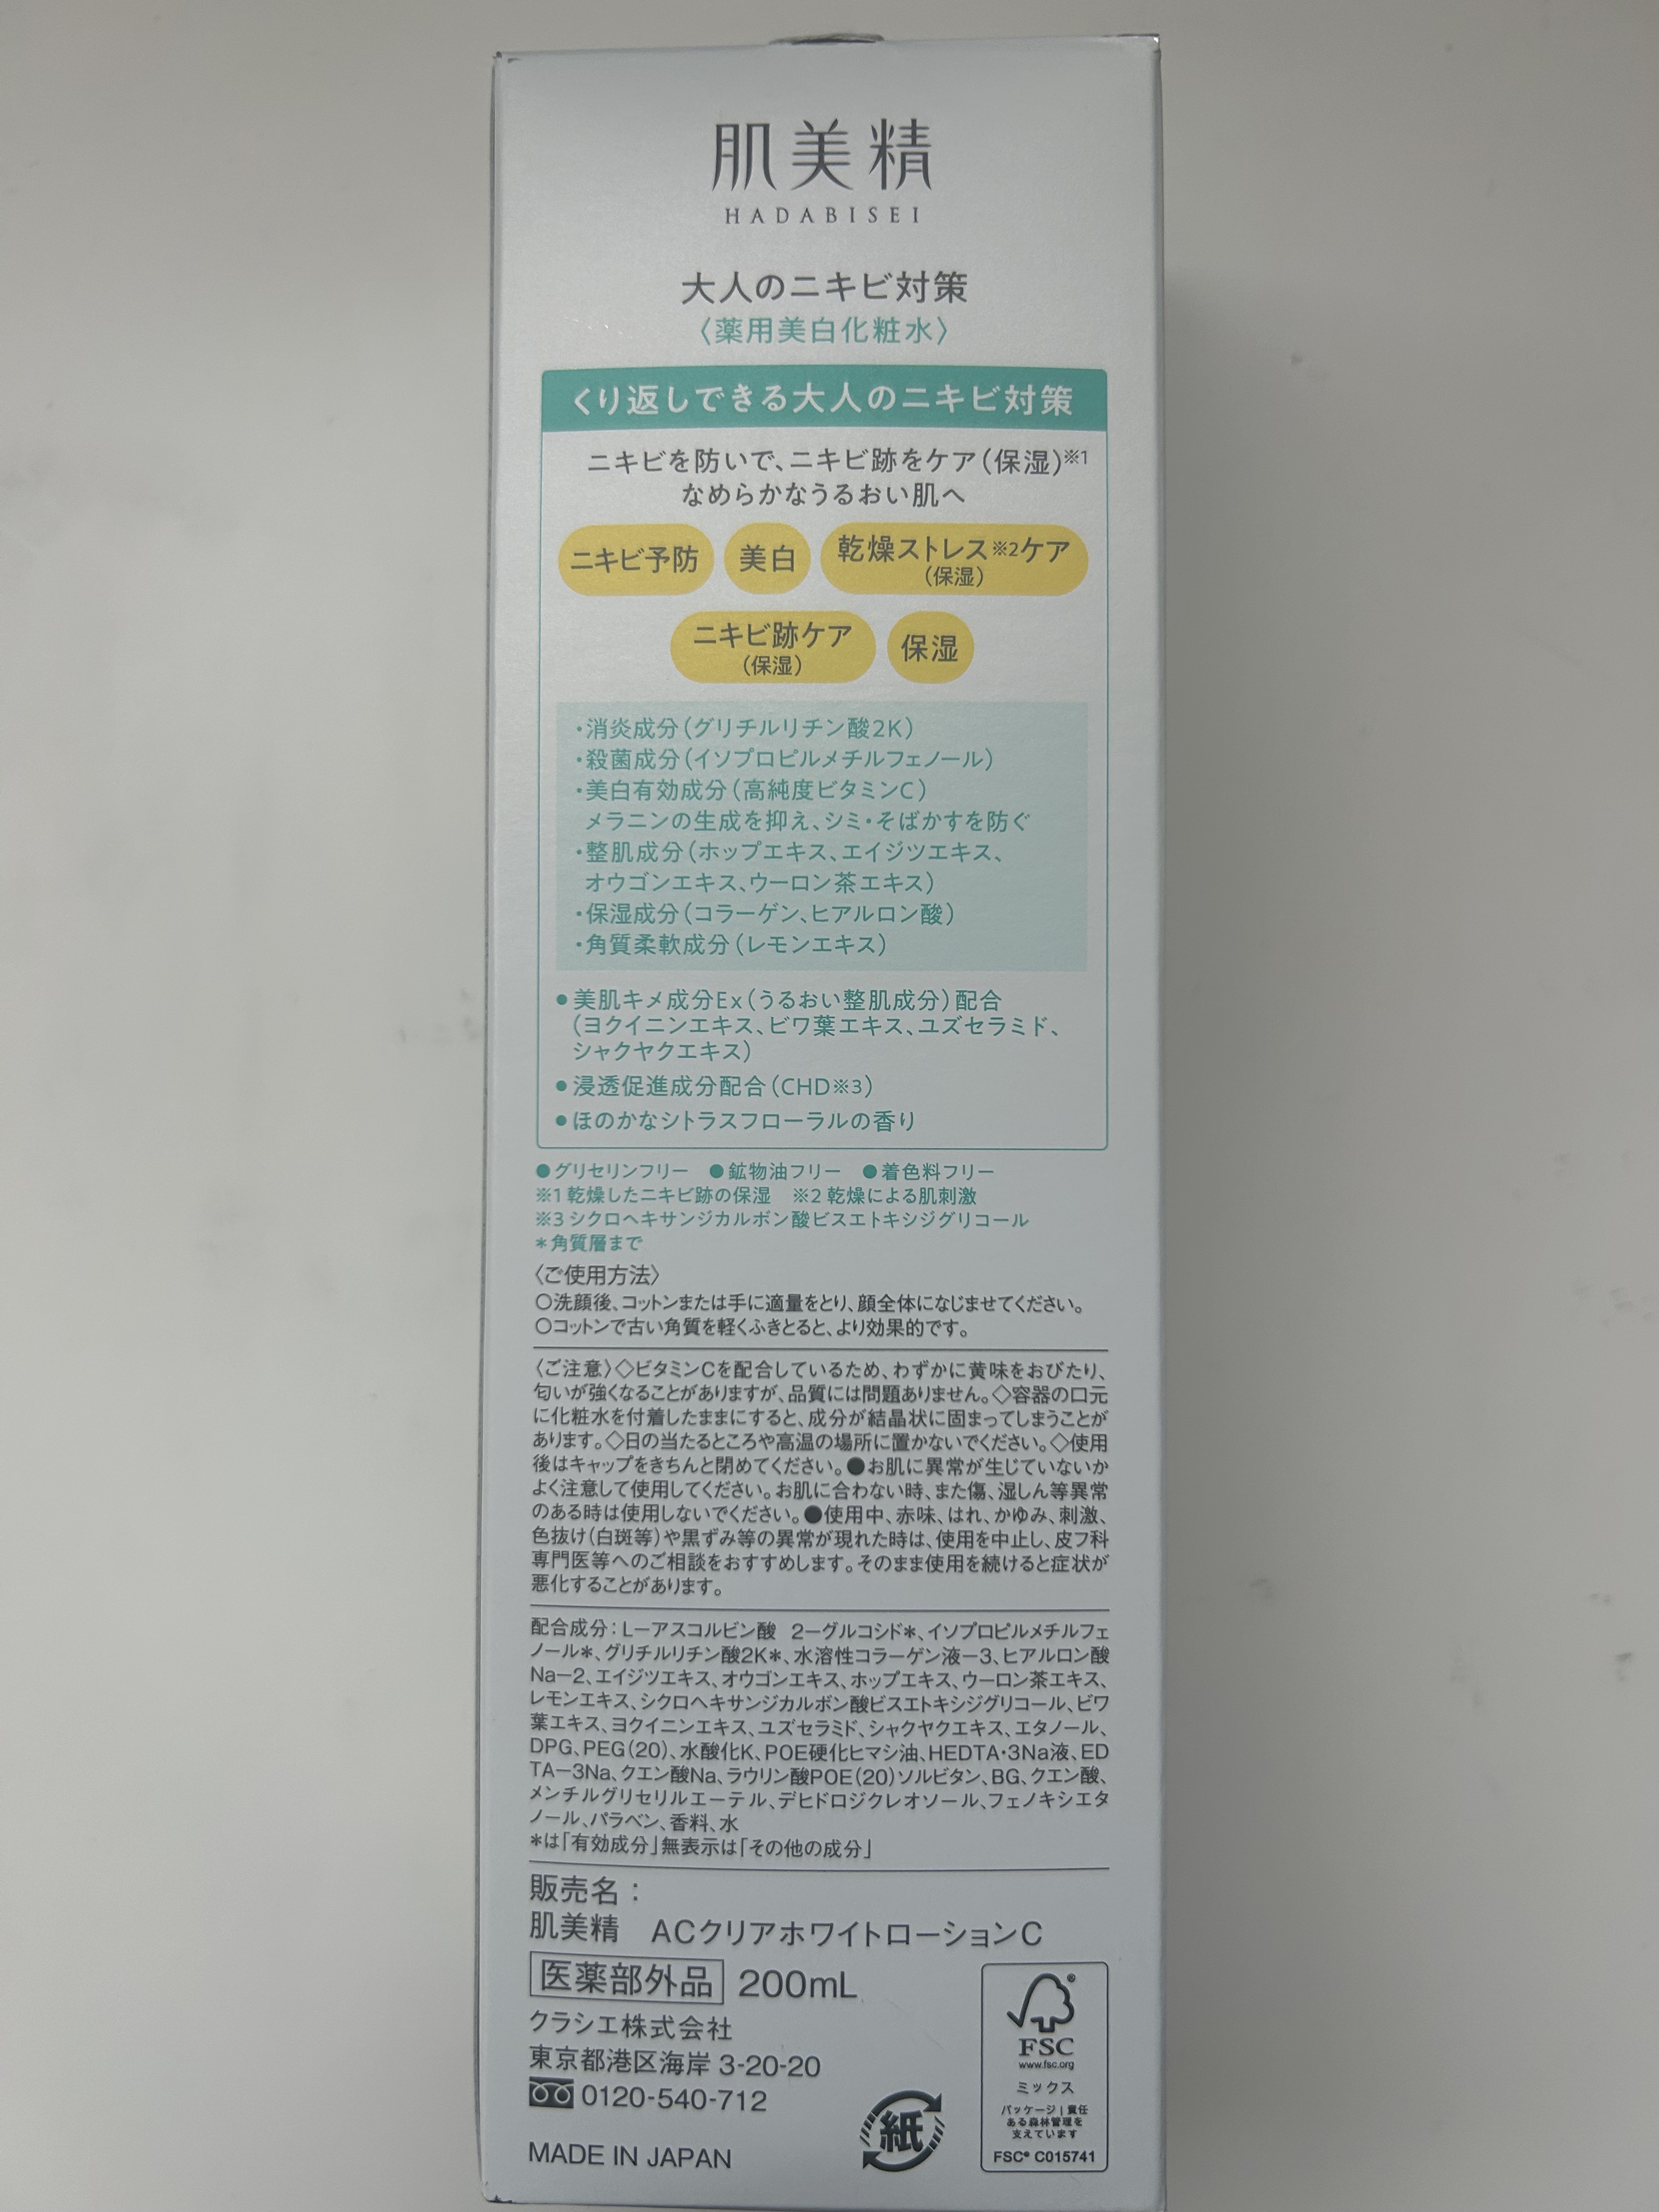 肌美精
HADABISEI
大人のニキビ対策
〈薬用美白化粧水〉
くり返しできる大人のニキビ対策
ニキビを防いで、ニキビ跡をケア(保湿)※1
なめらかなうるおい肌へ
ニキビ予防 美白 乾燥ストレス※2ケア
(保湿)
ニキビ跡ケア 保湿
(保湿)
・消炎成分(グリチルリチン酸2K)
・殺菌成分(イソプロピルメチルフェノール)
・美白有効成分(高純度ビタミンC)
メラニンの生成を抑え、シミ・そばかすを防ぐ
・整肌成分(ホップエキス、エイジツエキス、
オウゴンエキス、ウーロン茶エキス)
・保湿成分(コラーゲン、ヒアルロン酸)
・角質柔軟成分(レモンエキス)
●美肌キメ成分Ex(うるおい整肌成分)配合
(ヨクイニンエキス、ビワ葉エキス、ユズセラミド、
シャクヤクエキス)
●浸透促進成分配合(CHD※3)
●ほのかなシトラスフローラルの香り
●グリセリンフリー ●鉱物油フリー ●着色料フリー
※1 乾燥したニキビ跡の保湿 ※2 乾燥による肌刺激
※3 シクロヘキサンジカルボン酸ビスエトキシジグリコール
＊角質層まで
〈ご使用方法〉
○洗顔後、コットンまたは手に適量をとり、顔全体になじませてください。
○コットンで古い角質を軽くふきとると、より効果的です。
〈ご注意〉◇ビタミンCを配合しているため、わずかに黄味をおびたり、
匂いが強くなることがありますが、品質には問題ありません。◇容器の口元
に化粧水を付着したままにすると、成分が結晶状に固まってしまうことが
あります。◇日の当たるところや高温の場所に置かないでください。◇使用
後はキャップをきちんと閉めてください。●お肌に異常が生じていないか
よく注意して使用してください。お肌に合わない時、また傷、湿しん等異常
のある時は使用しないでください。●使用中、赤味、はれ、かゆみ、刺激、
色抜け(白斑等)や黒ずみ等の異常が現れた時は、使用を中止し、皮フ科
専門医等へのご相談をおすすめします。そのまま使用を続けると症状が
悪化することがあります。
配合成分：L－アスコルビン酸 2－グルコシド＊、イソプロピルメチルフェ
ノール＊、グリチルリチン酸2K＊、水溶性コラーゲン液－3、ヒアルロン酸
Na－2、エイジツエキス、オウゴンエキス、ホップエキス、ウーロン茶エキス、
レモンエキス、シクロヘキサンジカルボン酸ビスエトキシジグリコール、ビワ
葉エキス、ヨクイニンエキス、ユズセラミド、シャクヤクエキス、エタノール、
DPG、PEG(20)、水酸化K、POE硬化ヒマシ油、HEDTA・3Na液、ED
TA－3Na、クエン酸Na、ラウリン酸POE(20)ソルビタン、BG、クエン酸、
メンチルグリセリルエーテル、デヒドロジクレオソール、フェノキシエタ
ノール、パラベン、香料、水
＊は「有効成分」無表示は「その他の成分」
販売名：
肌美精 ACクリアホワイトローションC
医薬部外品 200mL
クラシエ株式会社
東京都港区海岸 3-20-20
0120-540-712
MADE IN JAPAN
紙
FSC®
www.fsc.org
ミックス
パッケージ | 責任
ある森林管理を
支えています
FSC® C015741